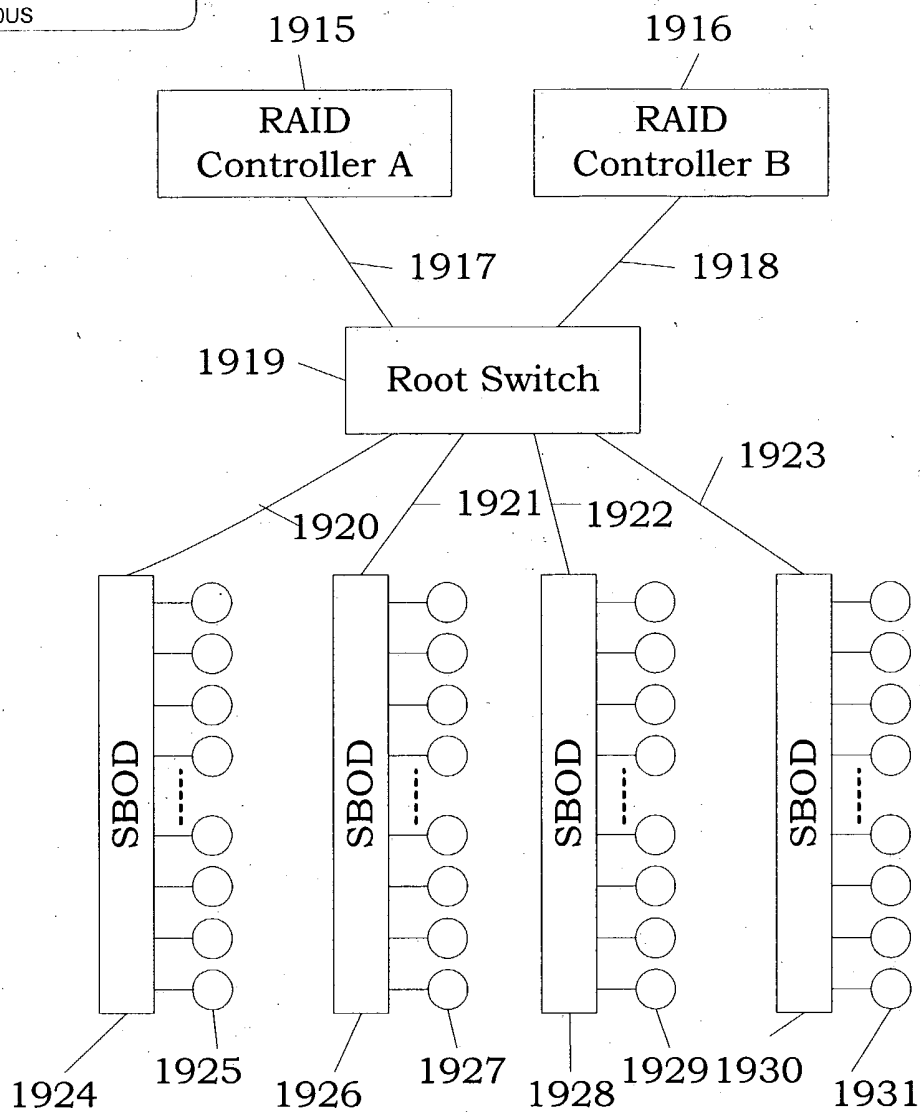 0US
1915
1916
RAID
Controller A
RAID
Controller B
1917
1918
1919
Root Switch
1923
1920
1921
1922
SBOD
SBOD
SBOD
SBOD
1924
1925
1926
1927
1928
1929
1930
1931